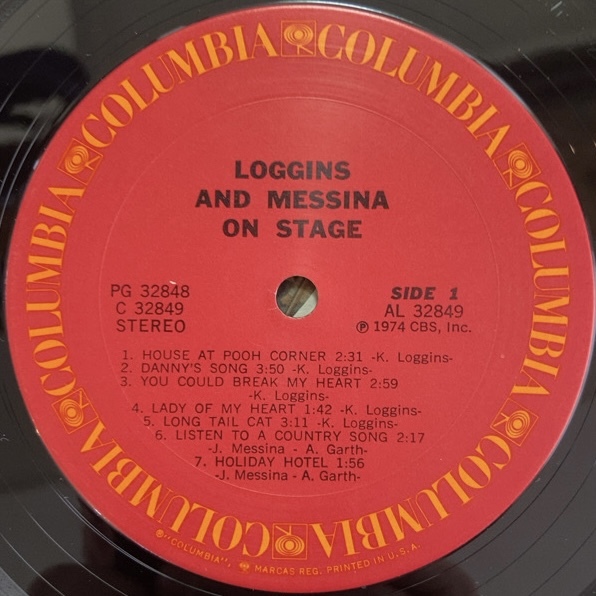 COLUMBIA COLUMBIA COLUMBIA COLUMBIA COLUMBIA COLUMBIA
LOGGINS
AND MESSINA
ON STAGE
PG 32848
C 32849
STEREO
SIDE 1
AL 32849
Ⓟ 1974 CBS, Inc.
1. HOUSE AT POOH CORNER 2:31 -K. Loggins-
2. DANNY'S SONG 3:50 -K. Loggins-
3. YOU COULD BREAK MY HEART 2:59
-K. Loggins-
4. LADY OF MY HEART 1:42 -K. Loggins-
5. LONG TAIL CAT 3:11 -K. Loggins-
6. LISTEN TO A COUNTRY SONG 2:17
-J. Messina - A. Garth-
7. HOLIDAY HOTEL 1:56
-J. Messina - A. Garth-
®"COLUMBIA", MARCAS REG. PRINTED IN U.S.A.